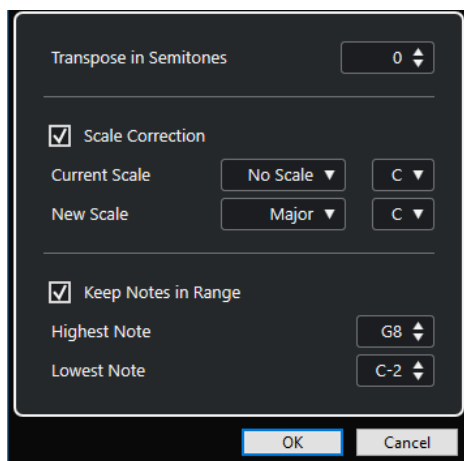 Transpose in Semitones 0
Scale Correction
Current Scale No Scale C
New Scale Major C
Keep Notes in Range
Highest Note G8
Lowest Note C-2
OK Cancel